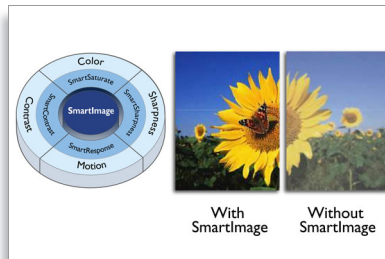 Color
SmartSaturate
Contrast
SmartContrast
SmartImage
SmartSharpness
Sharpness
SmartResponse
Motion
With
SmartImage
Without
SmartImage